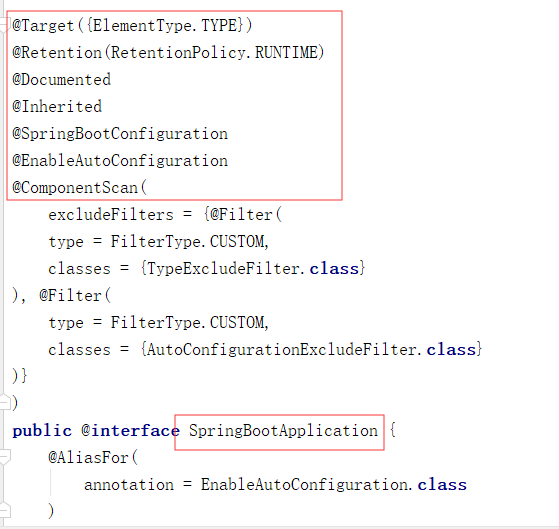 @Target({ElementType.TYPE})
@Retention(RetentionPolicy.RUNTIME)
@Documented
@Inherited
@SpringBootConfiguration
@EnableAutoConfiguration
@ComponentScan(
    excludeFilters = {@Filter(
    type = FilterType.CUSTOM,
    classes = {TypeExcludeFilter.class}
), @Filter(
    type = FilterType.CUSTOM,
    classes = {AutoConfigurationExcludeFilter.class}
)}
)
public @interface SpringBootApplication {
    @AliasFor(
        annotation = EnableAutoConfiguration.class
    )